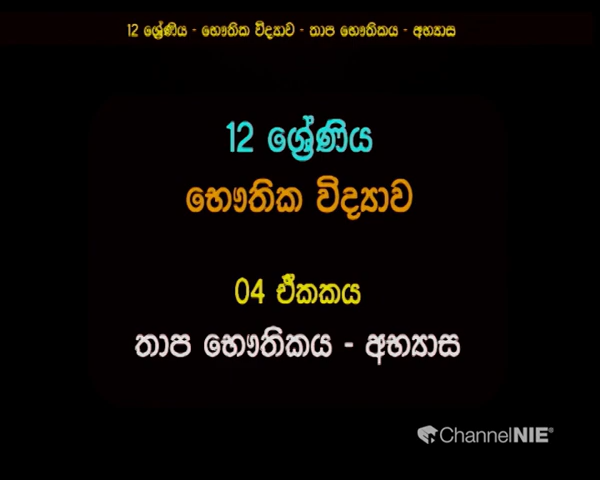 12 ශ්‍රේණිය - භෞතික විද්‍යාව - තාප භෞතිකය - අභ්‍යාස
12 ශ්‍රේණිය
භෞතික විද්‍යාව
04 ඒකකය
තාප භෞතිකය - අභ්‍යාස
ChannelNIE®